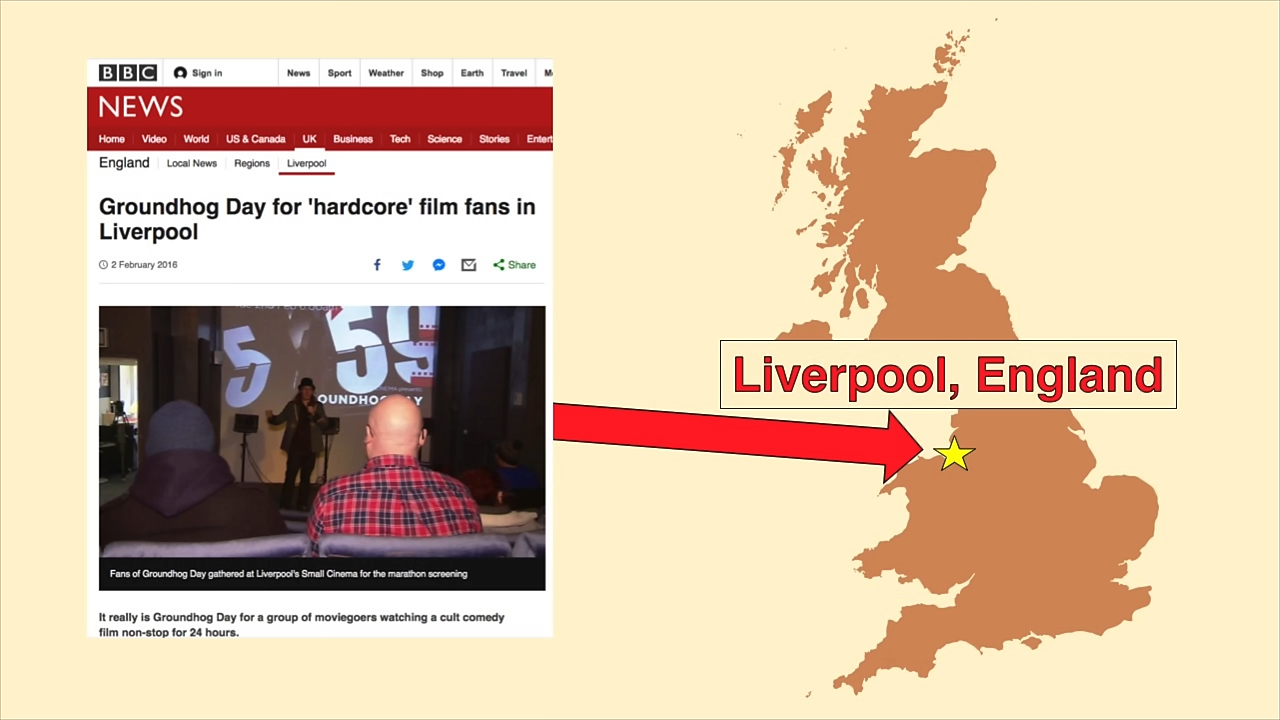 BBC Sign in News Sport Weather Shop Earth Travel
NEWS
Home Video World US & Canada UK Business Tech Science Stories
England Local News Regions Liverpool
Groundhog Day for 'hardcore' film fans in
Liverpool
2 February 2016 Share
5 59
Fans of Groundhog Day gathered at Liverpool's Small Cinema for the marathon screening
It really is Groundhog Day for a group of moviegoers watching a cult comedy
film non-stop for 24 hours.
Liverpool, England